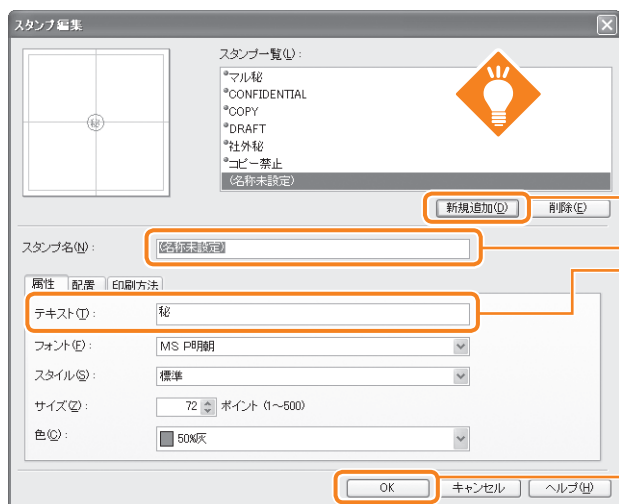 スタンプ編集
スタンプ一覧(L):
マル秘
CONFIDENTIAL
COPY
DRAFT
社外秘
コピー禁止
(名称未設定)
新規追加(D) 削除(E)
スタンプ名(N): (名称未設定)
属性 配置 印刷方法
テキスト(T): 秘
フォント(F): MS P明朝
スタイル(S): 標準
サイズ(Z): 72 ポイント (1～500)
色(C): 50%灰
OK キャンセル ヘルプ(H)
秘